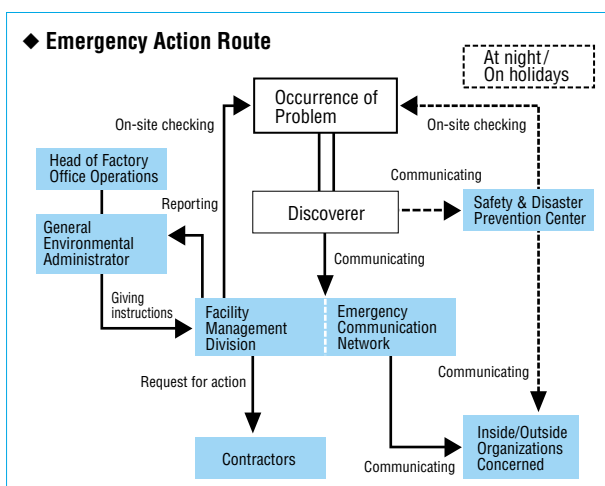 ◆ Emergency Action Route
At night/
On holidays
Occurrence of
Problem
On-site checking
On-site checking
Head of Factory
Office Operations
Communicating
Reporting
Discoverer
Safety & Disaster
Prevention Center
General
Environmental
Administrator
Communicating
Giving
instructions
Facility
Management
Division
Emergency
Communication
Network
Request for action
Communicating
Contractors
Communicating
Inside/Outside
Organizations
Concerned